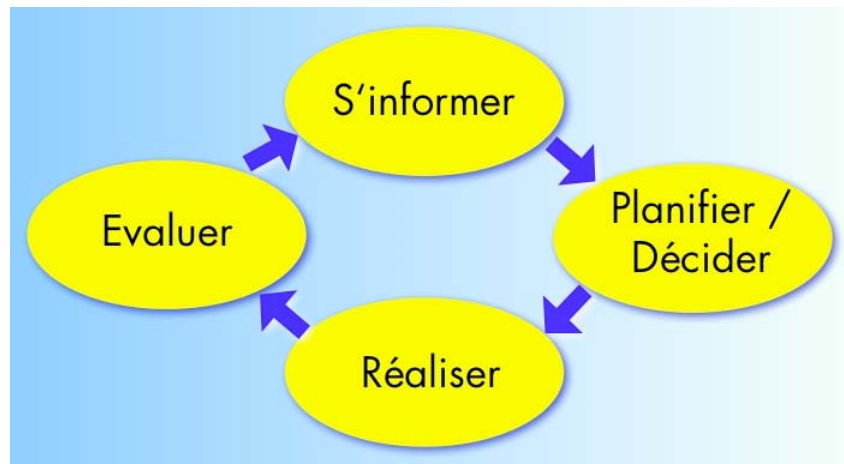 S‘informer
Planifier /
Décider
Réaliser
Evaluer